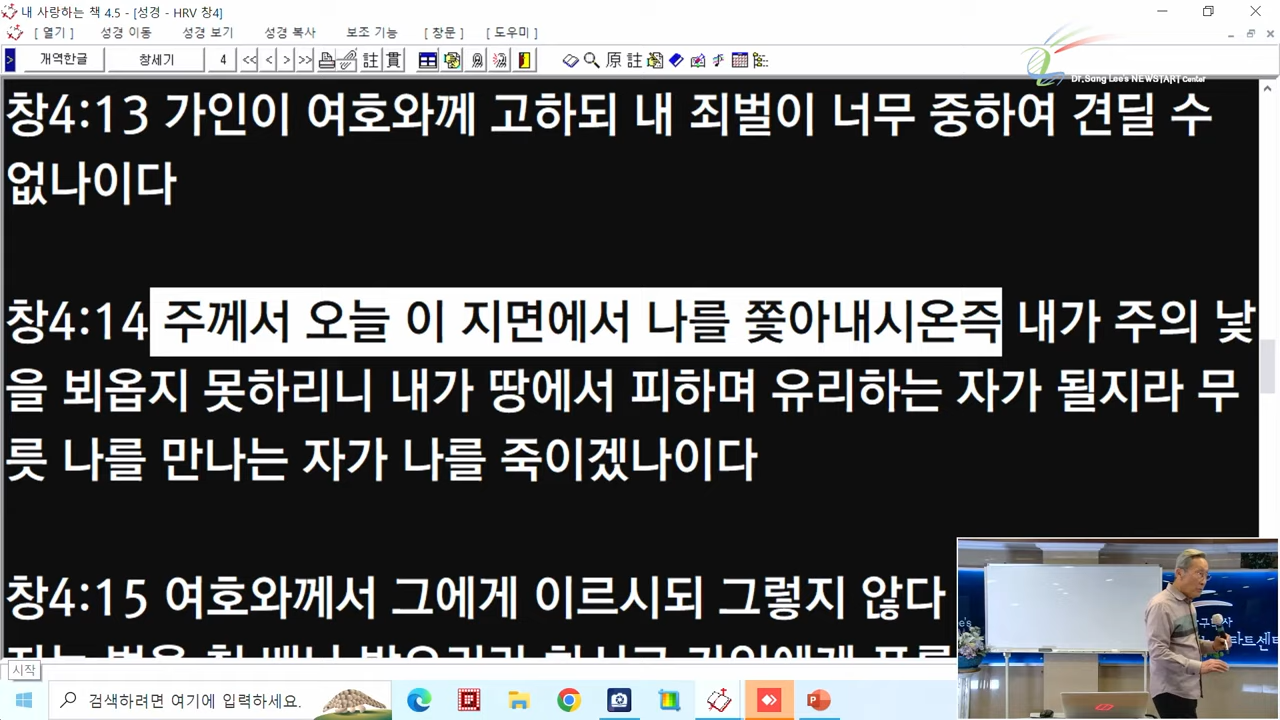 내 사랑하는 책 4.5 - [성경 - HRV 창4]
[ 열기 ] 성경 이동 성경 보기 성경 복사 보조 기능 [ 창문 ] [ 도우미 ]
개역한글 창세기 4 << < > >> 註 貫 原 註
Dr.Sang Lee's NEWSTART Center
창4:13 가인이 여호와께 고하되 내 죄벌이 너무 중하여 견딜 수
없나이다
창4:14 주께서 오늘 이 지면에서 나를 쫓아내시온즉 내가 주의 낯
을 뵈옵지 못하리니 내가 땅에서 피하며 유리하는 자가 될지라 무
릇 나를 만나는 자가 나를 죽이겠나이다
창4:15 여호와께서 그에게 이르시되 그렇지 않다
시작
검색하려면 여기에 입력하세요.